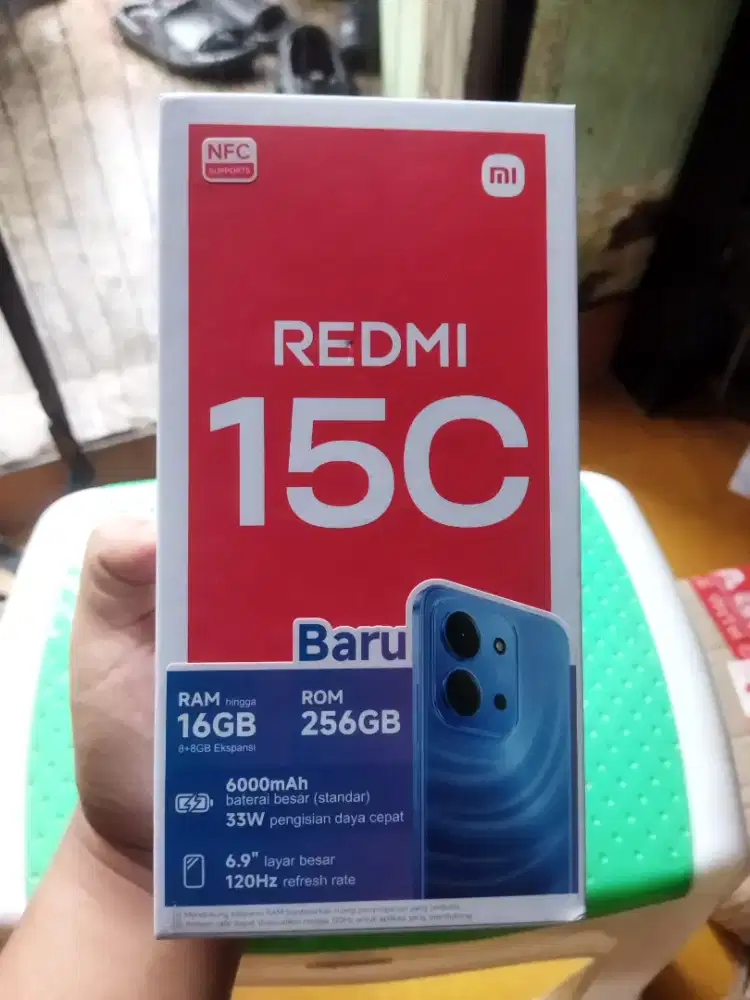 NFC
SUPPORTS
mi
REDMI
15C
Baru
RAM hingga
16GB
8+8GB Ekspansi
ROM
256GB
6000mAh
baterai besar (standar)
33W pengisian daya cepat
6.9" layar besar
120Hz refresh rate